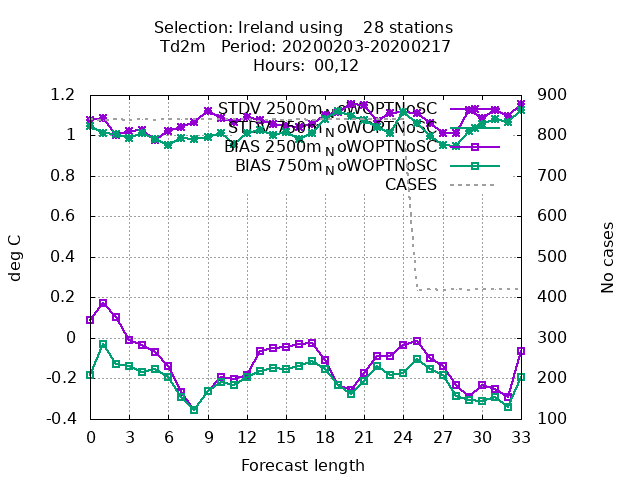 Selection: Ireland using    28 stations
Td2m   Period: 20200203-20200217
Hours:  00,12
1.2
1
0.8
0.6
0.4
0.2
0
-0.2
-0.4
deg C
STDV 2500m_NoWOPTNoSC
STDV 750m_NoWOPTNoSC
BIAS 2500m_NoWOPTNoSC
BIAS 750m_NoWOPTNoSC
CASES
900
800
700
600
500
400
300
200
100
No cases
0 3 6 9 12 15 18 21 24 27 30 33
Forecast length